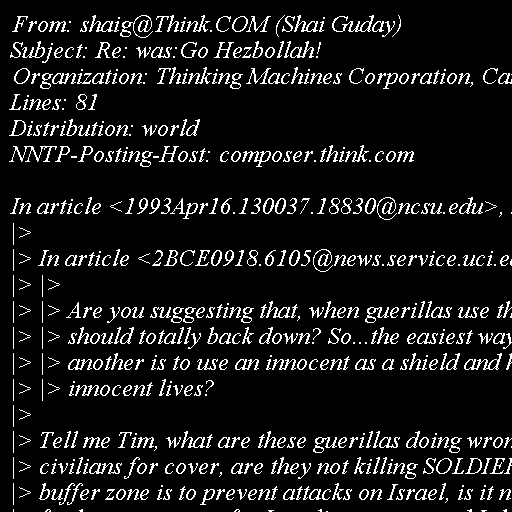 From: shaig@Think.COM (Shai Guday)
Subject: Re: was:Go Hezbollah!
Organization: Thinking Machines Corporation, Ca
Lines: 81
Distribution: world
NNTP-Posting-Host: composer.think.com

In article <1993Apr16.130037.18830@ncsu.edu>,
|>
|> In article <2BCE0918.6105@news.service.uci.e
|> |>
|> |> Are you suggesting that, when guerillas use th
|> |> should totally back down? So...the easiest way
|> |> another is to use an innocent as a shield and h
|> |> innocent lives?
|>
|> Tell me Tim, what are these guerillas doing wron
|> civilians for cover, are they not killing SOLDIER
|> buffer zone is to prevent attacks on Israel, is it n